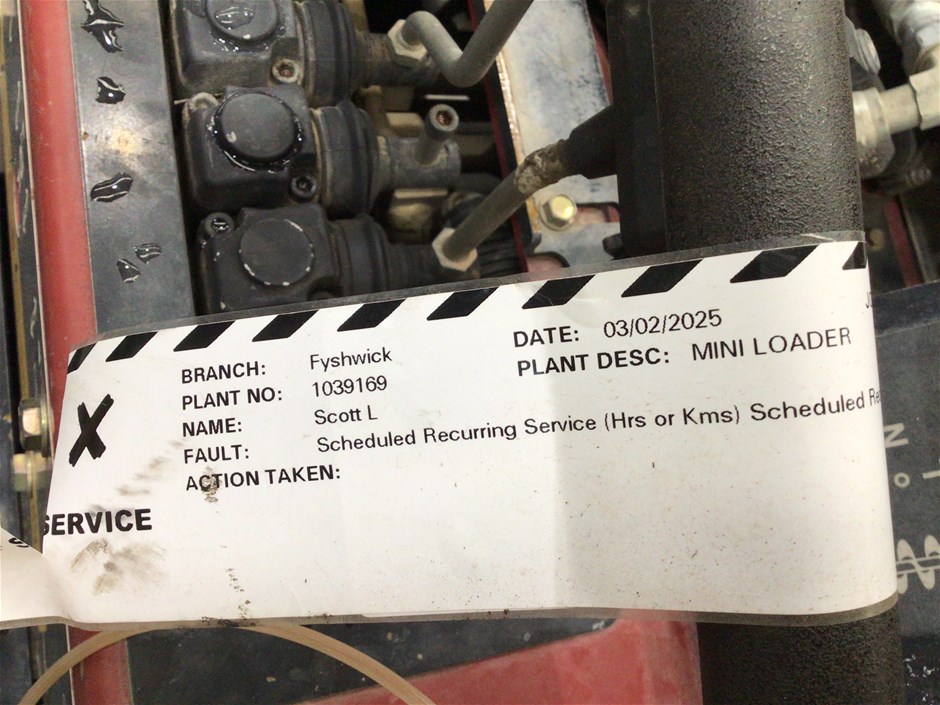 BRANCH: Fyshwick
DATE: 03/02/2025
PLANT NO: 1039169
PLANT DESC: MINI LOADER
NAME: Scott L
FAULT: Scheduled Recurring Service (Hrs or Kms) Scheduled
ACTION TAKEN:
X
SERVICE